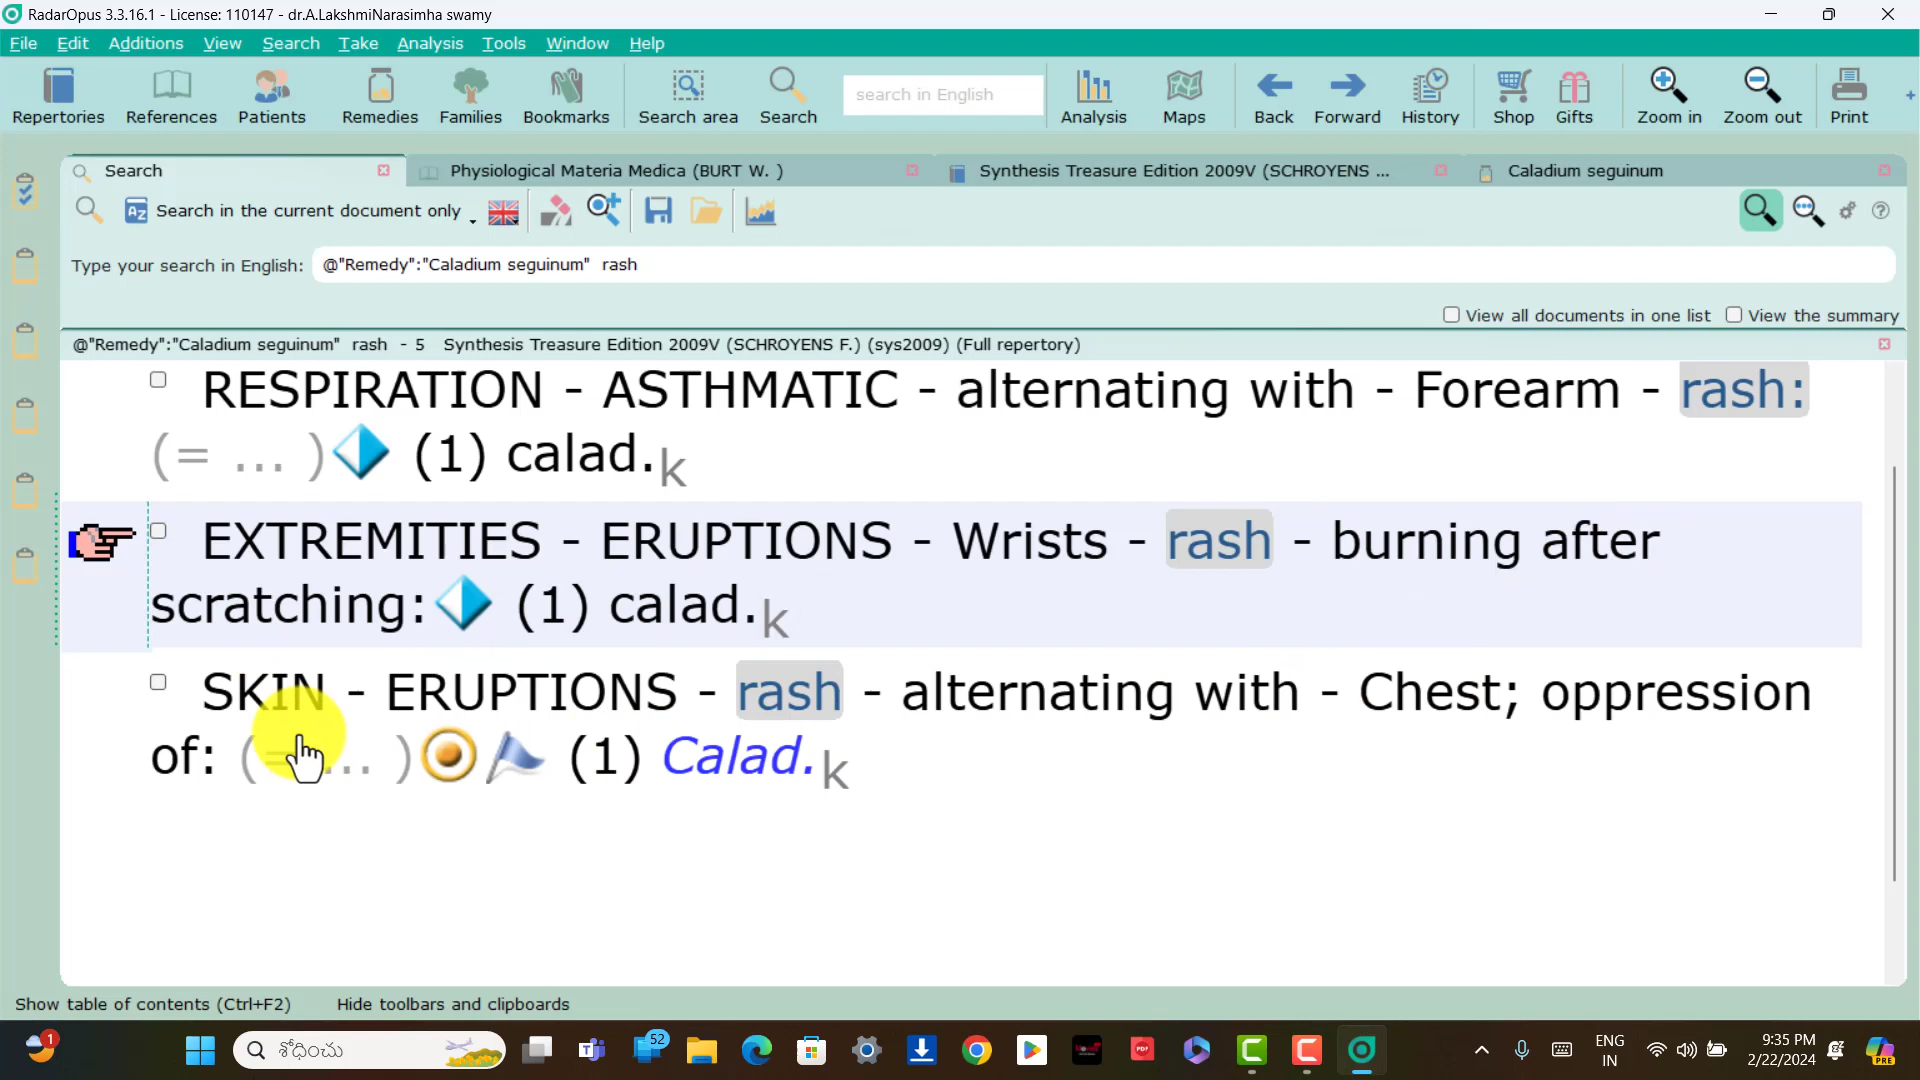 RadarOpus 3.3.16.1 - License: 110147 - dr.A.LakshmiNarasimha swamy
File Edit Additions View Search Take Analysis Tools Window Help
Repertories References Patients Remedies Families Bookmarks Search area Search search in English Analysis Maps Back Forward History Shop Gifts Zoom in Zoom out Print
Search Physiological Materia Medica (BURT W. ) Synthesis Treasure Edition 2009V (SCHROYENS ... Caladium seguinum
Search in the current document only
Type your search in English: @"Remedy":"Caladium seguinum" rash
View all documents in one list View the summary
@"Remedy":"Caladium seguinum" rash - 5 Synthesis Treasure Edition 2009V (SCHROYENS F.) (sys2009) (Full repertory)
RESPIRATION - ASTHMATIC - alternating with - Forearm - rash:
(= ... ) (1) calad.k
EXTREMITIES - ERUPTIONS - Wrists - rash - burning after
scratching: (1) calad.k
SKIN - ERUPTIONS - rash - alternating with - Chest; oppression
of: (= ... ) (1) Calad.k
Show table of contents (Ctrl+F2) Hide toolbars and clipboards
1 శోధించు 52 ENG
IN 9:35 PM
2/22/2024 PRE